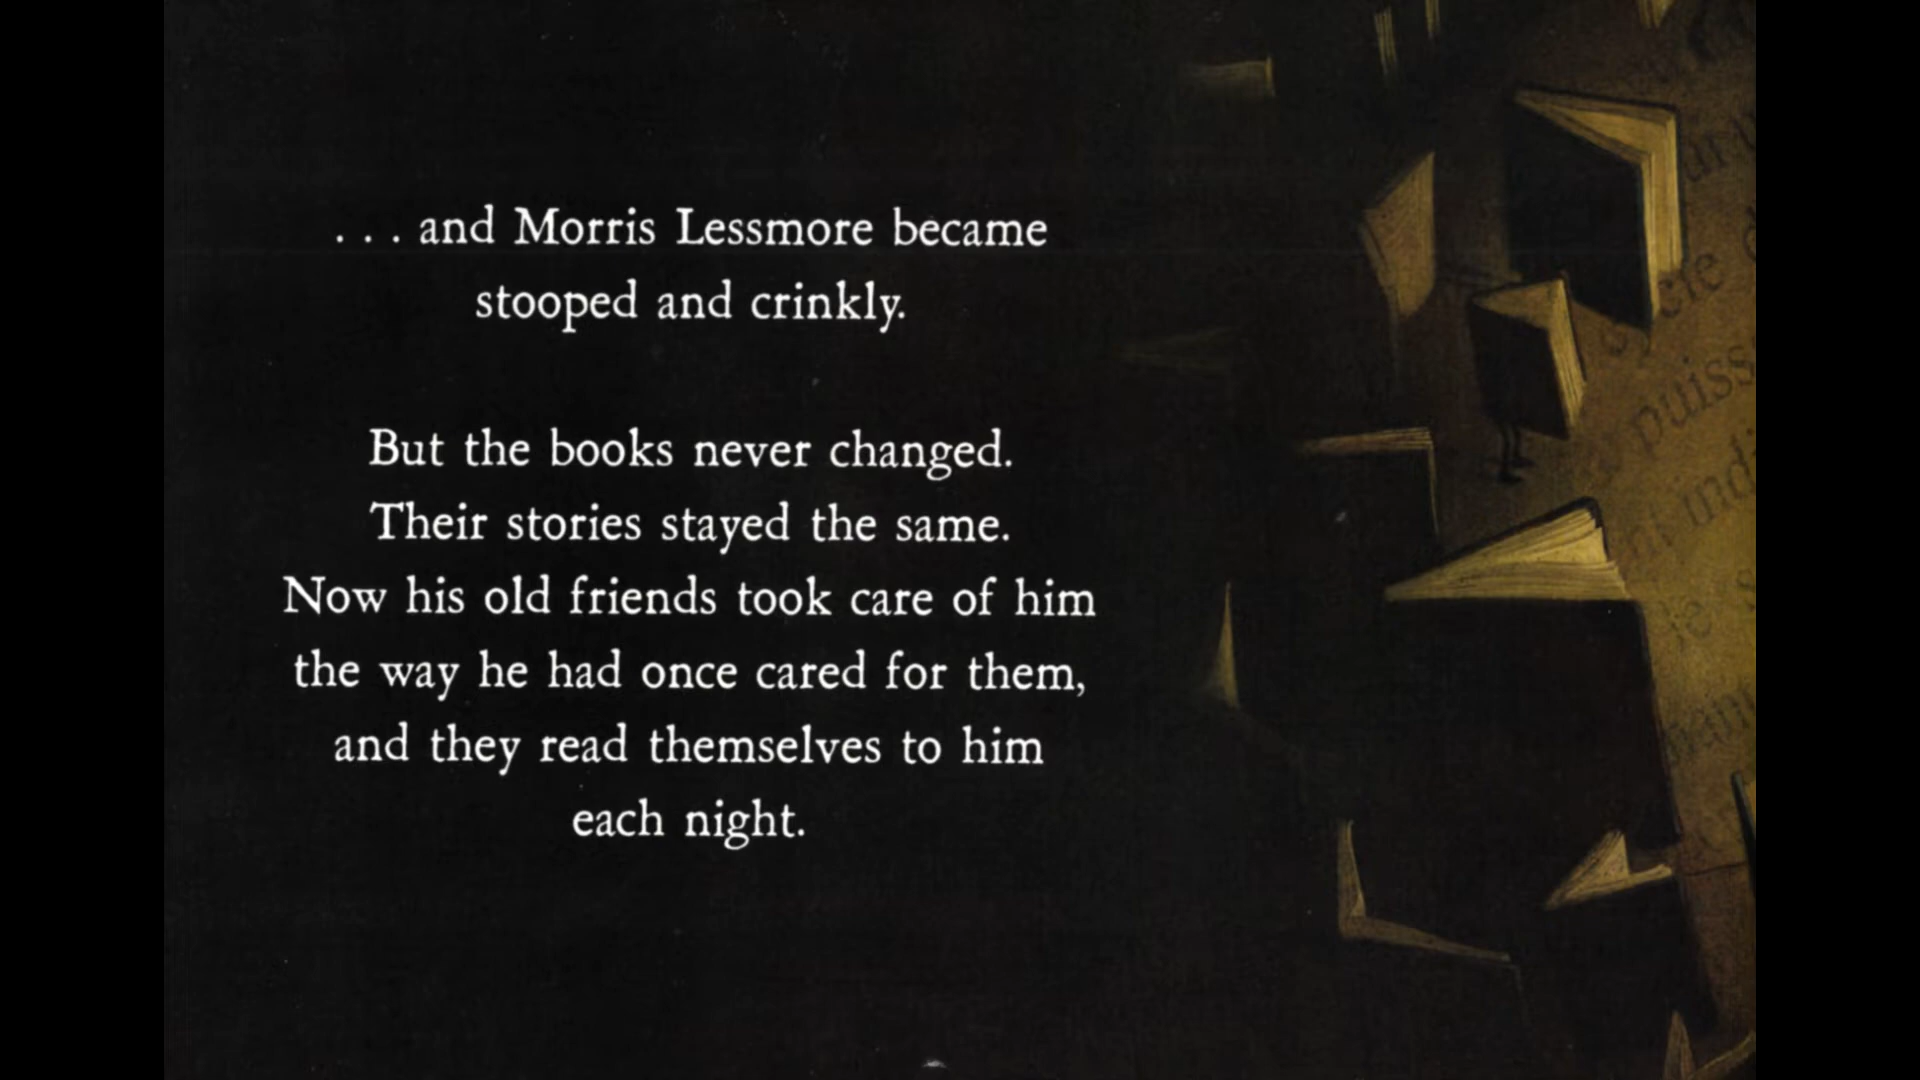 . . . and Morris Lessmore became
stooped and crinkly.
But the books never changed.
Their stories stayed the same.
Now his old friends took care of him
the way he had once cared for them,
and they read themselves to him
each night.
puiss